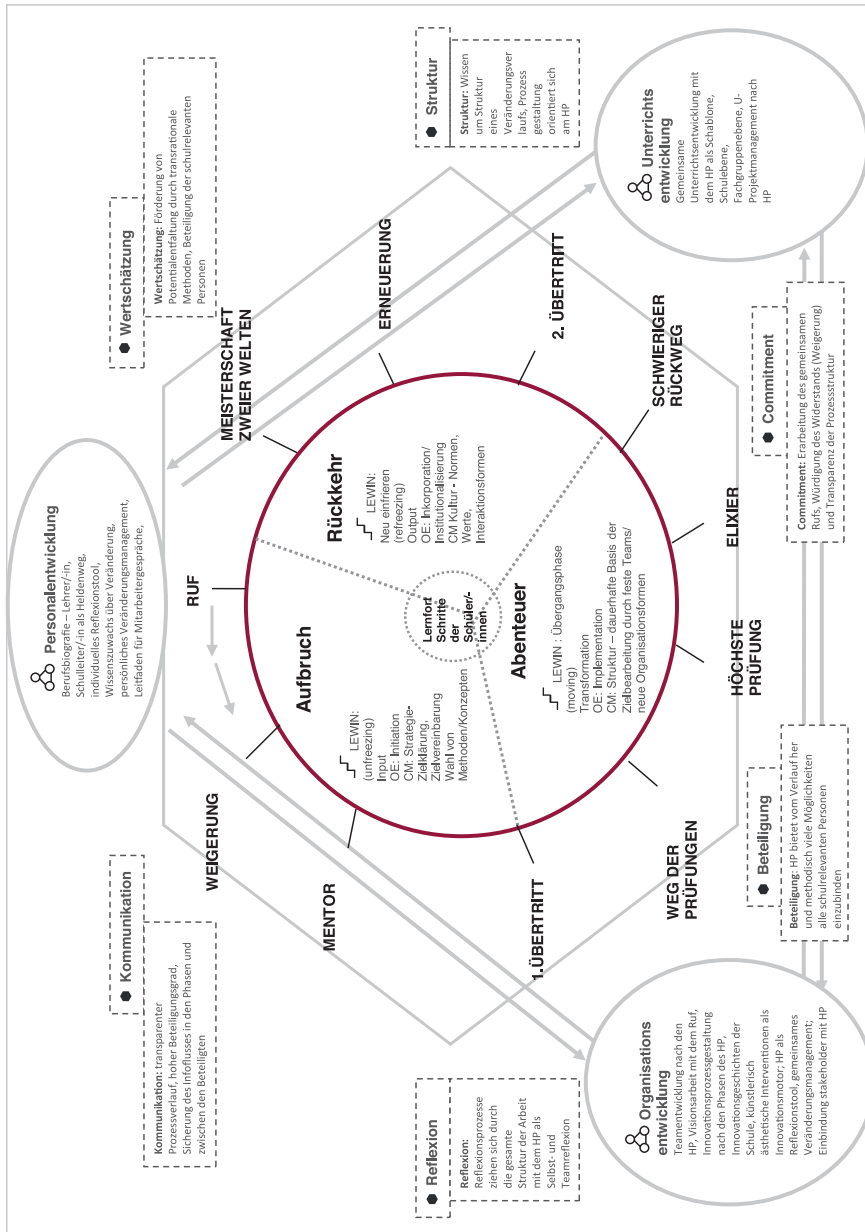 Personalentwicklung
Berufsbiografie – Lehrer/-in,
Schulleiter/-in als Heldenweg,
individuelles Reflexionstool,
Wissenszuwachs über Veränderung,
persönliches Veränderungsmanagement,
Leitfaden für Mitarbeitergespräche,
Kommunikation
Kommunikation: transparenter
Prozessverlauf, hoher Beteiligungsgrad,
Sicherung des Infoflusses in den Phasen und
zwischen den Beteiligten
Wertschätzung
Wertschätzung: Förderung von
Potentialentfaltung durch transrationale
Methoden, Beteiligung der schulrelevanten
Personen
RUF
WEIGERUNG
MENTOR
1.ÜBERTRITT
WEG DER
PRÜFUNGEN
HÖCHSTE
PRÜFUNG
ELIXIER
SCHWIERIGER
RÜCKWEG
2. ÜBERTRITT
ERNEUERUNG
MEISTERSCHAFT
ZWEIER WELTEN
Aufbruch
LEWIN:
(unfreezing)
Input
OE: Initiation
CM: Strategie-
Zielklärung,
Zielvereinbarung
Wahl von
Methoden/Konzepten
Rückkehr
LEWIN:
Neu einfrieren
(refreezing)
Output
OE: Inkorporation/
Institutionalisierung
CM Kultur - Normen,
Werte,
Interaktionsformen
Lernfort
Schritte
der
Schüler/-
innen
Abenteuer
LEWIN : Übergangsphase
(moving)
Transformation
OE: Implementation
CM: Struktur – dauerhafte Basis der
Zielbearbeitung durch feste Teams/
neue Organisationsformen
Reflexion
Reflexion:
Reflexionsprozesse
ziehen sich durch
die gesamte
Struktur der Arbeit
mit dem HP als
Selbst- und
Teamreflexion
Struktur
Struktur: Wissen
um Struktur
eines
Veränderungsver
laufs, Prozess
gestaltung
orientiert sich
am HP
Organisations
entwicklung
Teamentwicklung nach den
HP, Visionsarbeit mit dem Ruf,
Innovationsprozessgestaltung
nach den Phasen des HP,
Innovationsgeschichten der
Schule, künstlerisch
ästhetische Interventionen als
Innovationsmotor; HP als
Reflexionstool, gemeinsames
Veränderungsmanagement;
Einbindung stakeholder mit HP
Beteiligung
Beteiligung: HP bietet vom Verlauf her
und methodisch viele Möglichkeiten
alle schulrelevanten Personen
einzubinden
Commitment
Commitment: Erarbeitung des gemeinsamen
Rufs, Würdigung des Widerstands (Weigerung)
und Transparenz der Prozessstruktur
Unterrichts
entwicklung
Gemeinsame
Unterrichtsentwicklung mit
dem HP als Schablone,
Schulebene,
Fachgruppenebene, U-
Projektmanagement nach
HP